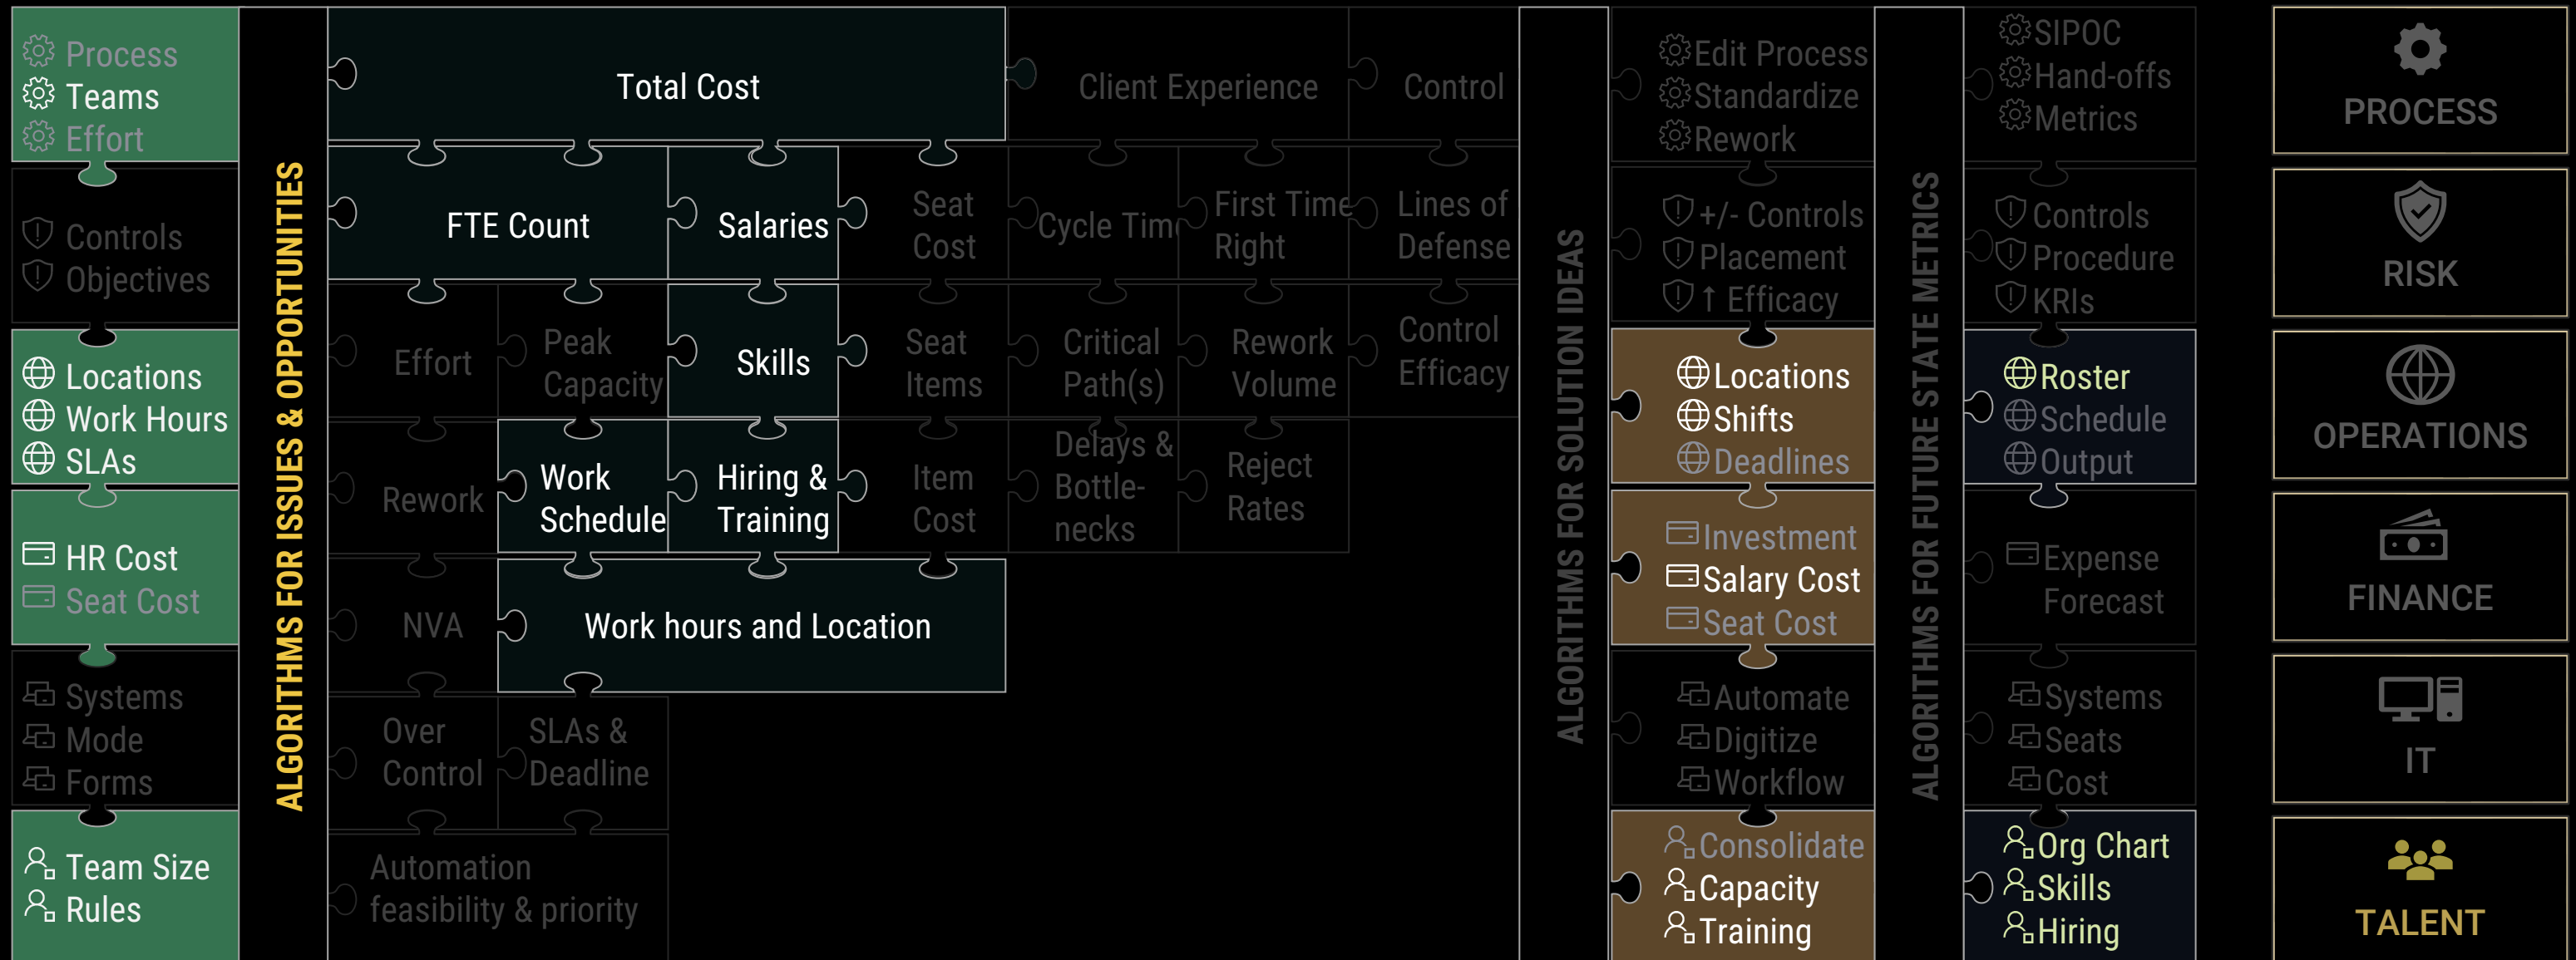 Process
Teams
Effort
Controls
Objectives
Locations
Work Hours
SLAs
HR Cost
Seat Cost
Systems
Mode
Forms
Team Size
Rules
ALGORITHMS FOR ISSUES & OPPORTUNITIES
Total Cost
Client Experience
Control
FTE Count
Salaries
Seat
Cost
Cycle Time
First Time
Right
Lines of
Defense
Effort
Peak
Capacity
Skills
Seat
Items
Critical
Path(s)
Rework
Volume
Control
Efficacy
Rework
Work
Schedule
Hiring &
Training
Item
Cost
Delays &
Bottle-
necks
Reject
Rates
NVA
Work hours and Location
Over
Control
SLAs &
Deadline
Automation
feasibility & priority
ALGORITHMS FOR SOLUTION IDEAS
Edit Process
Standardize
Rework
+/- Controls
Placement
↑ Efficacy
Locations
Shifts
Deadlines
Investment
Salary Cost
Seat Cost
Automate
Digitize
Workflow
Consolidate
Capacity
Training
ALGORITHMS FOR FUTURE STATE METRICS
SIPOC
Hand-offs
Metrics
Controls
Procedure
KRIs
Roster
Schedule
Output
Expense
Forecast
Systems
Seats
Cost
Org Chart
Skills
Hiring
PROCESS
RISK
OPERATIONS
FINANCE
IT
TALENT